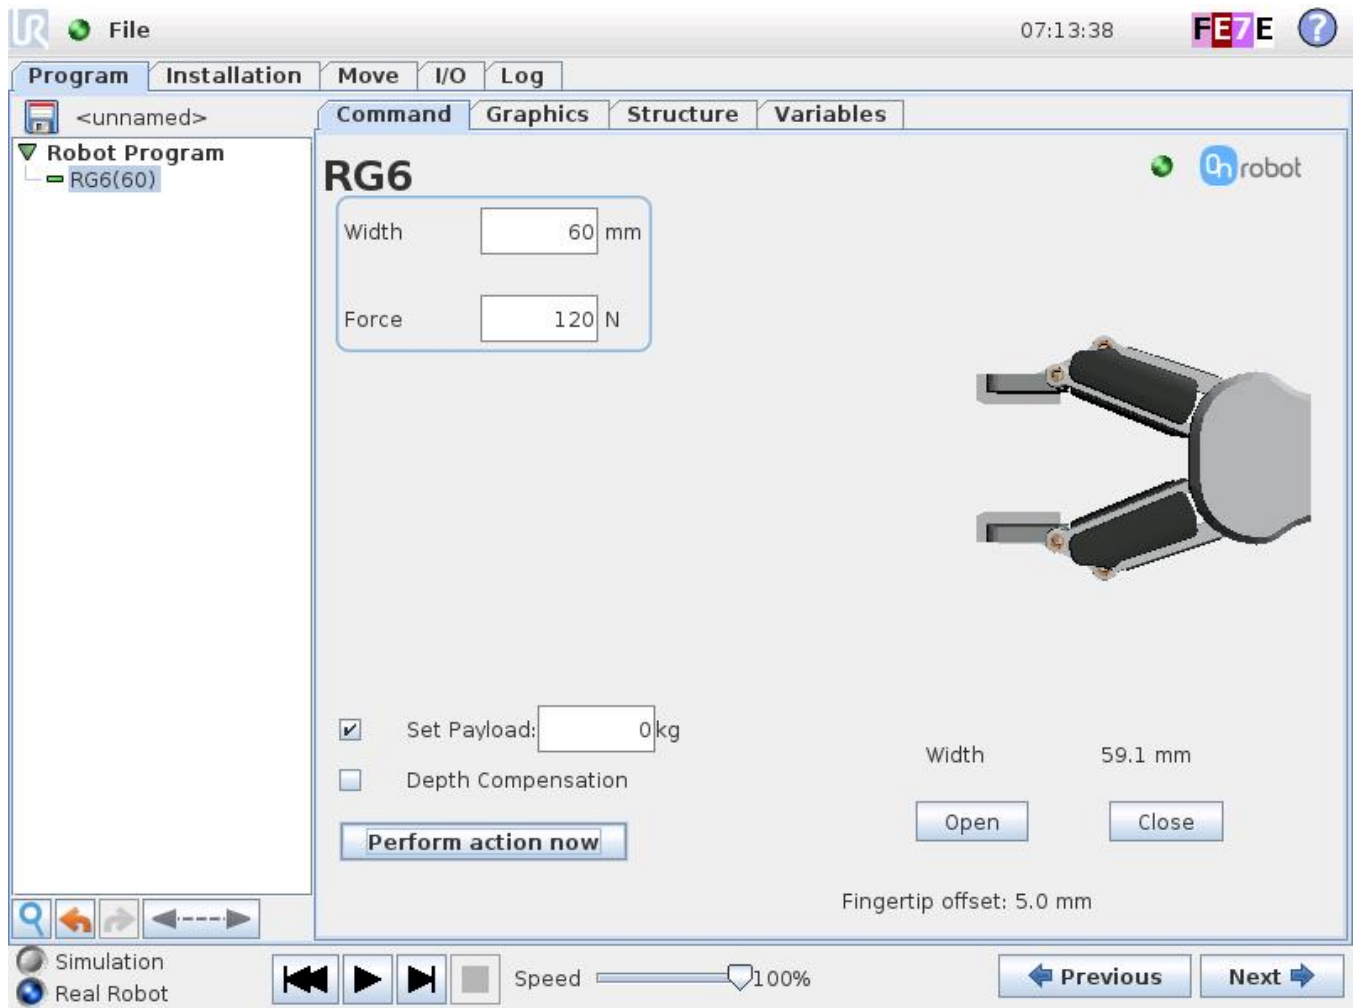 File 07:13:38 FE7E ?
Program Installation Move I/O Log
<unnamed> Command Graphics Structure Variables
Robot Program
RG6(60)
RG6
On robot
Width 60 mm
Force 120 N
Set Payload: 0 kg
Depth Compensation
Perform action now
Width 59.1 mm
Open Close
Fingertip offset: 5.0 mm
Simulation
Real Robot
Speed 100%
Previous Next